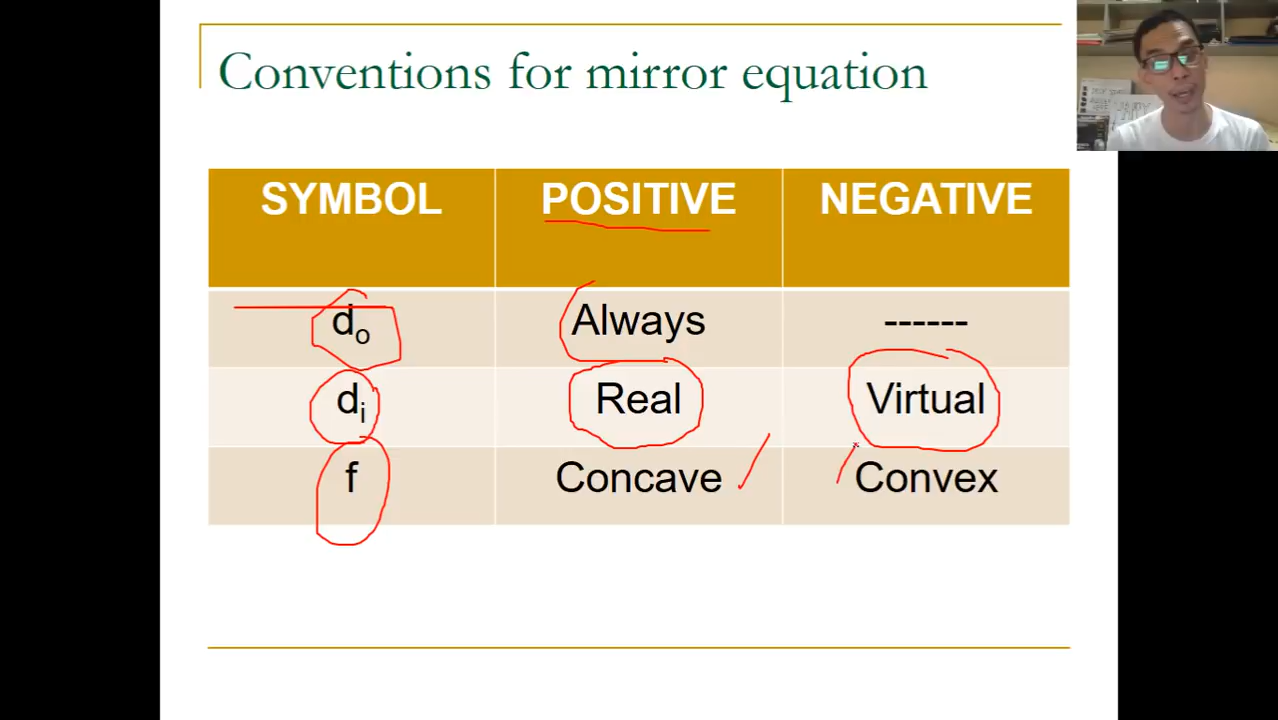 Conventions for mirror equation
SYMBOL POSITIVE NEGATIVE
do Always ------
di Real Virtual
f Concave Convex